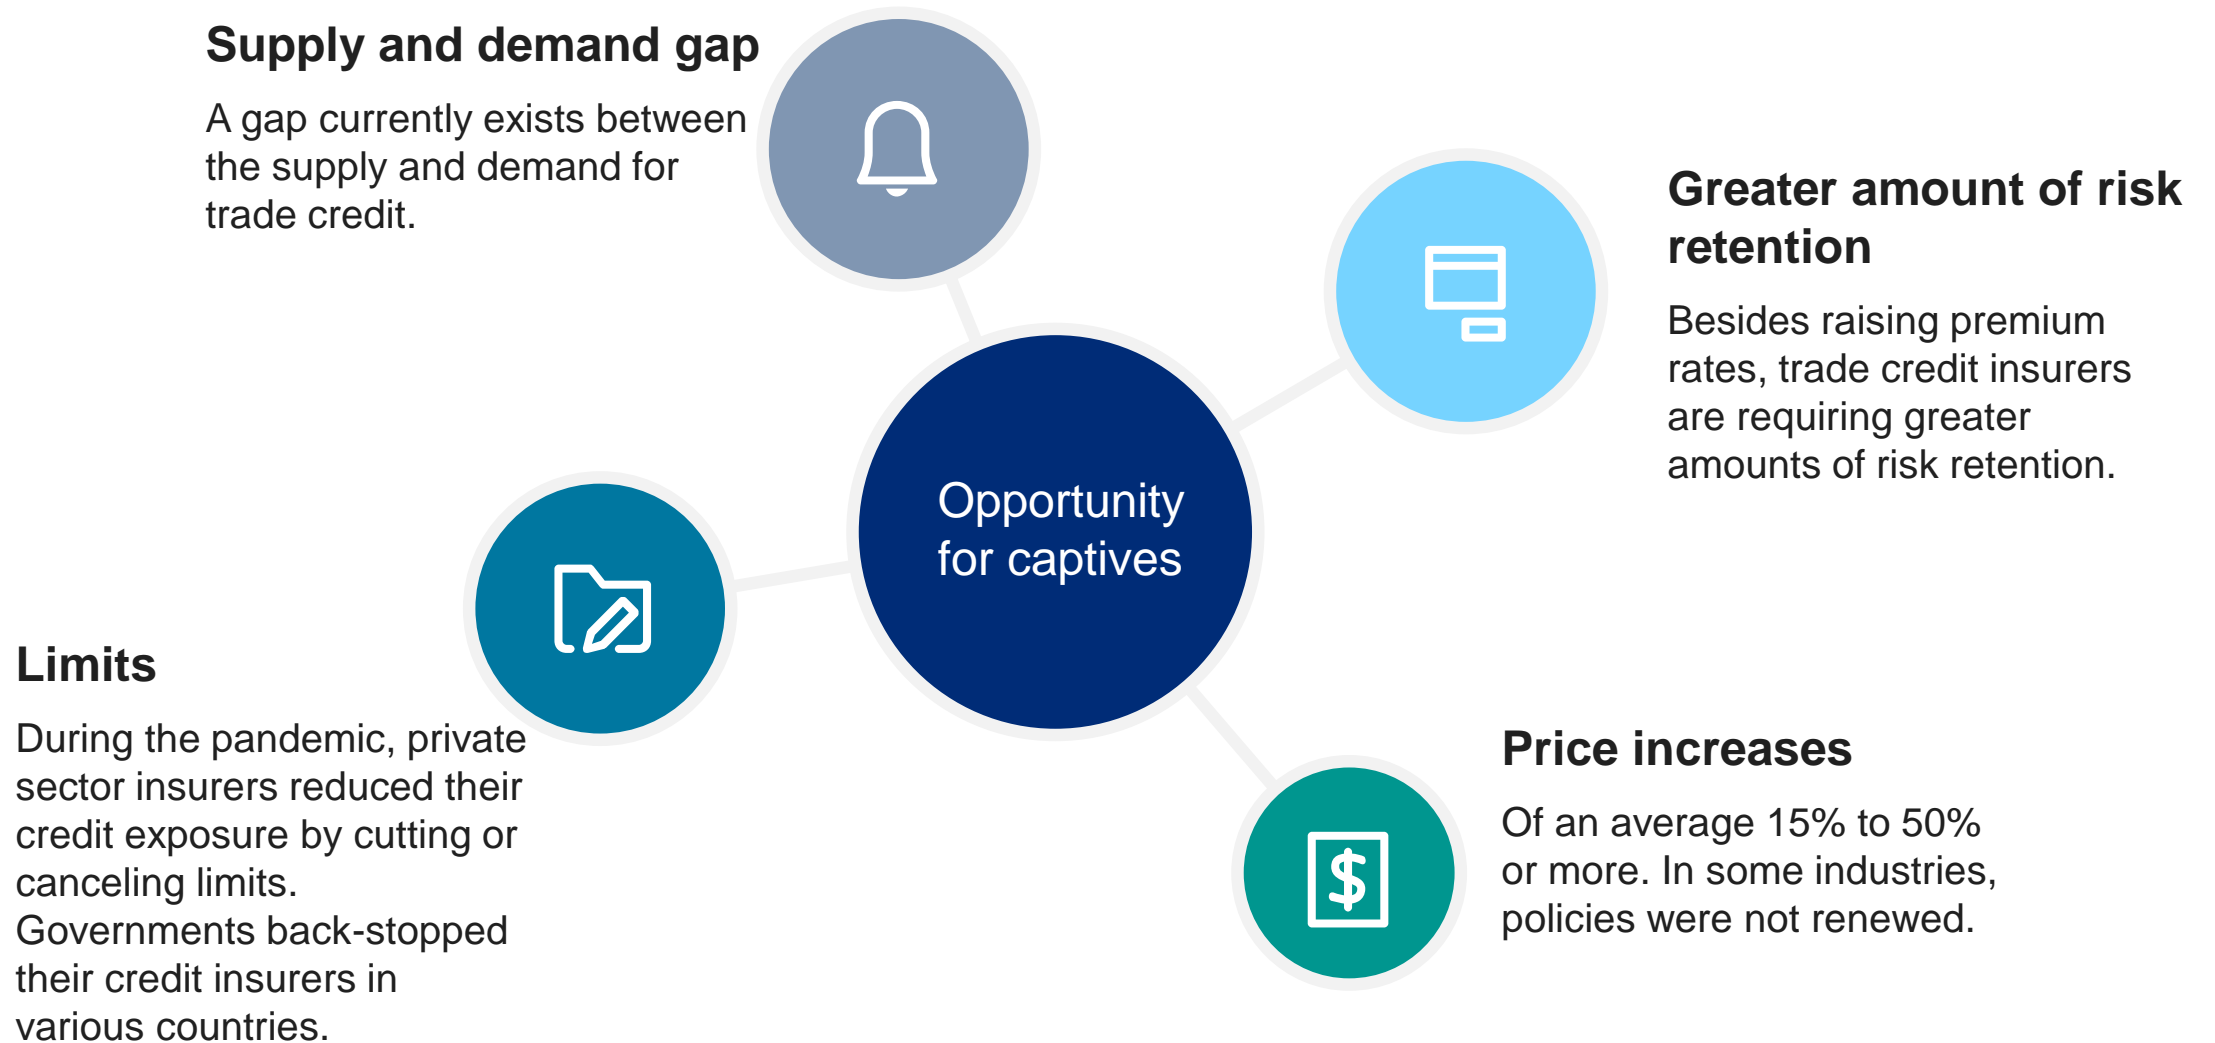 Supply and demand gap
A gap currently exists between
the supply and demand for
trade credit.
Greater amount of risk
retention
Besides raising premium
rates, trade credit insurers
are requiring greater
amounts of risk retention.
Opportunity
for captives
Limits
During the pandemic, private
sector insurers reduced their
credit exposure by cutting or
canceling limits.
Governments back-stopped
their credit insurers in
various countries.
Price increases
Of an average 15% to 50%
or more. In some industries,
policies were not renewed.
$